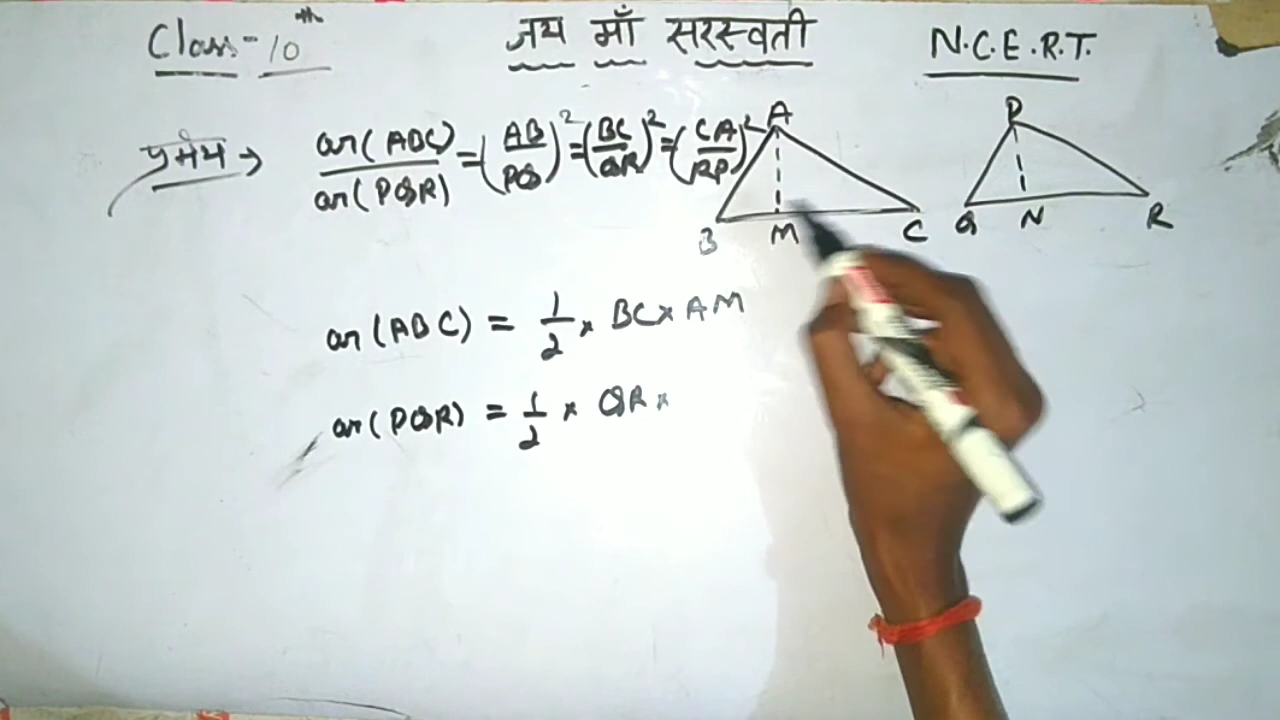 Class-10th
जय माँ सरस्वती
N.C.E.R.T.
प्रमेय → ar(ABC)/ar(PQR) = (AB/PQ)² = (BC/QR)² = (CA/RP)²
A
B M C
P
Q N R
ar(ABC) = 1/2 × BC × AM
ar(PQR) = 1/2 × QR ×